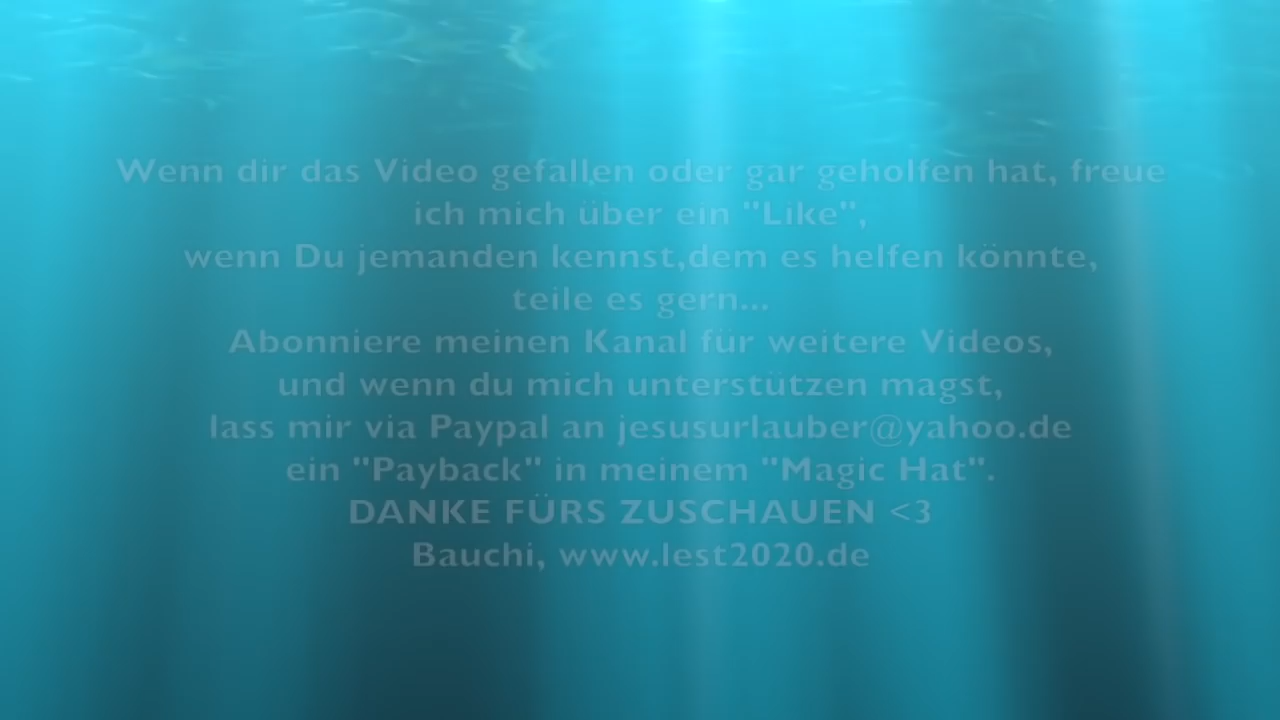 Wenn dir das Video gefallen oder gar geholfen hat, freue
ich mich über ein "Like",
wenn Du jemanden kennst,dem es helfen könnte,
teile es gern...
Abonniere meinen Kanal für weitere Videos,
und wenn du mich unterstützen magst,
lass mir via Paypal an jesusurlauber@yahoo.de
ein "Payback" in meinem "Magic Hat".
DANKE FÜRS ZUSCHAUEN <3
Bauchi, www.lest2020.de